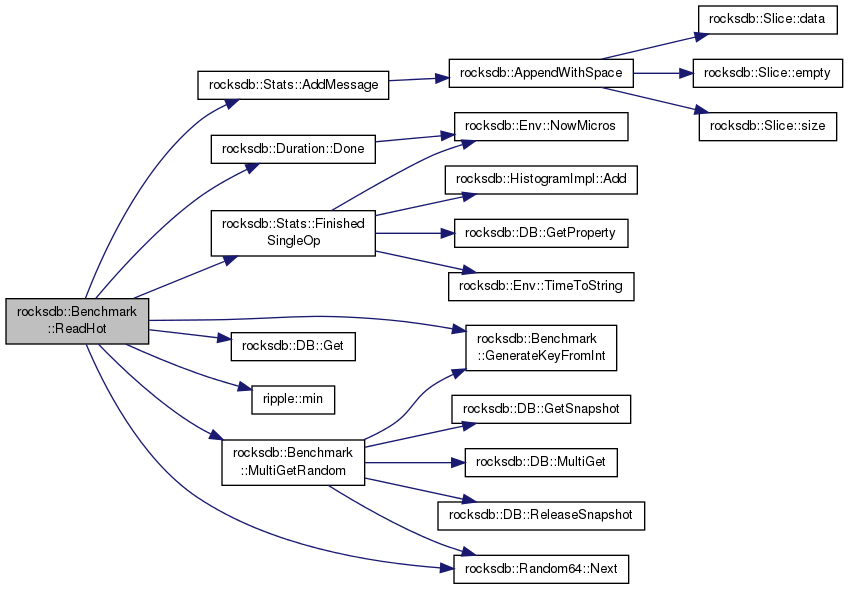 rocksdb::Slice::data
rocksdb::AppendWithSpace
rocksdb::Slice::empty
rocksdb::Stats::AddMessage
rocksdb::Slice::size
rocksdb::Env::NowMicros
rocksdb::Duration::Done
rocksdb::HistogramImpl::Add
rocksdb::Stats::Finished
SingleOp
rocksdb::DB::GetProperty
rocksdb::Env::TimeToString
rocksdb::Benchmark
::ReadHot
rocksdb::DB::Get
rocksdb::Benchmark
::GenerateKeyFromInt
ripple::min
rocksdb::DB::GetSnapshot
rocksdb::Benchmark
::MultiGetRandom
rocksdb::DB::MultiGet
rocksdb::DB::ReleaseSnapshot
rocksdb::Random64::Next